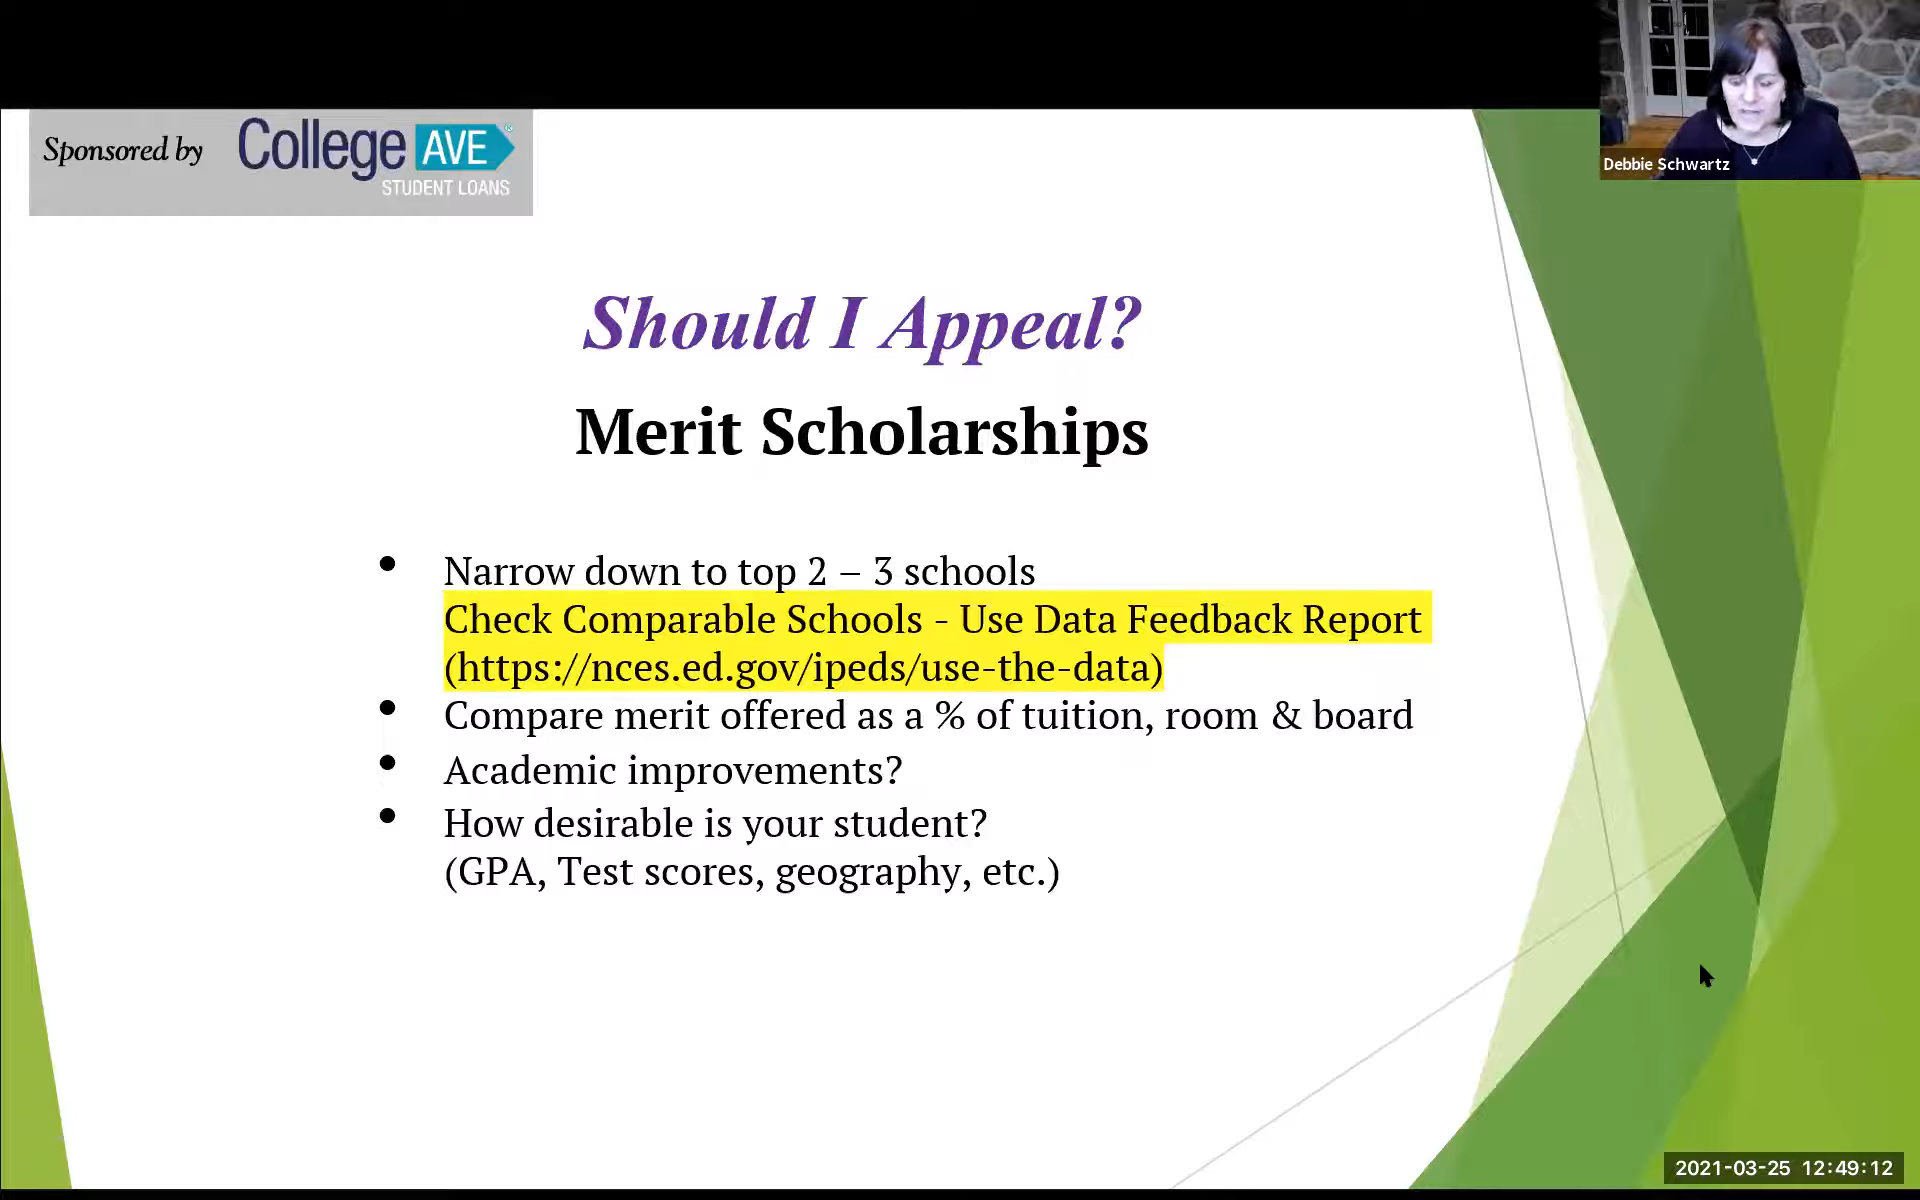 Sponsored by College AVE®
STUDENT LOANS
Debbie Schwartz
Should I Appeal?
Merit Scholarships
• Narrow down to top 2 – 3 schools
Check Comparable Schools - Use Data Feedback Report
(https://nces.ed.gov/ipeds/use-the-data)
• Compare merit offered as a % of tuition, room & board
• Academic improvements?
• How desirable is your student?
(GPA, Test scores, geography, etc.)
2021-03-25 12:49:12